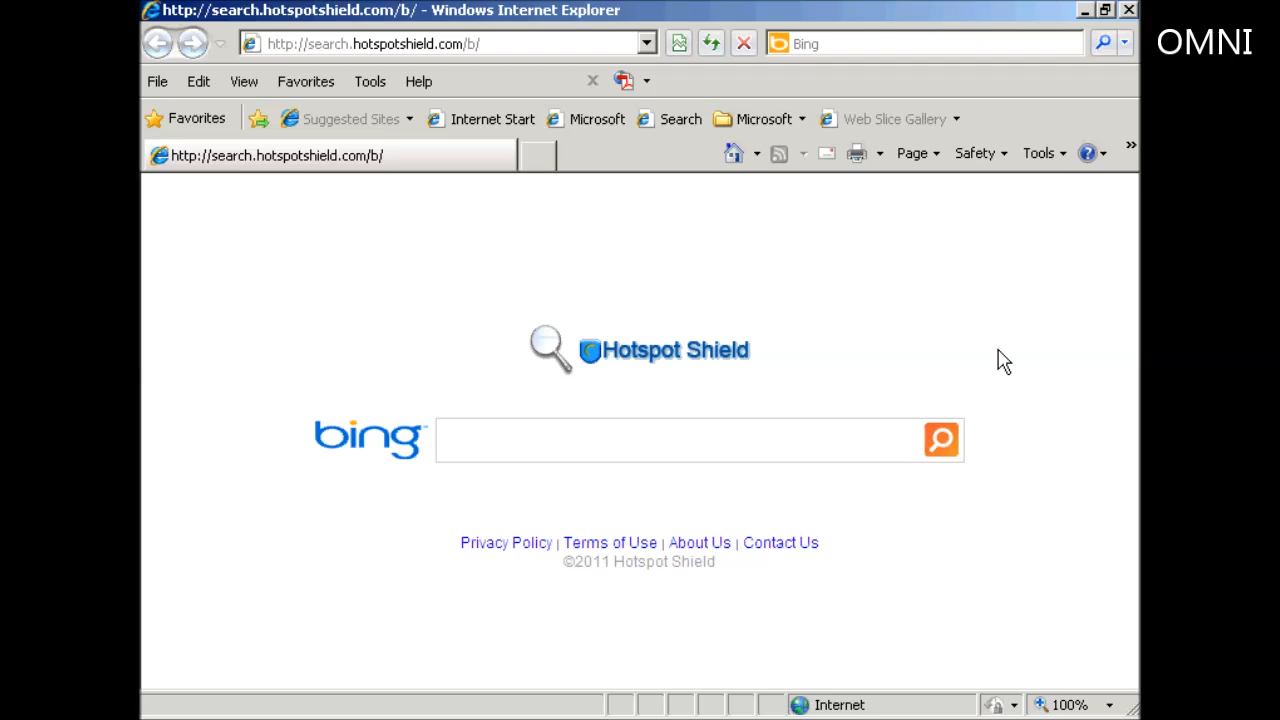 http://search.hotspotshield.com/b/ - Windows Internet Explorer
OMNI
http://search.hotspotshield.com/b/
Bing
File Edit View Favorites Tools Help
Favorites Suggested Sites Internet Start Microsoft Search Microsoft Web Slice Gallery
http://search.hotspotshield.com/b/
Page Safety Tools »
Hotspot Shield
bing
Privacy Policy | Terms of Use | About Us | Contact Us
©2011 Hotspot Shield
Internet 100%